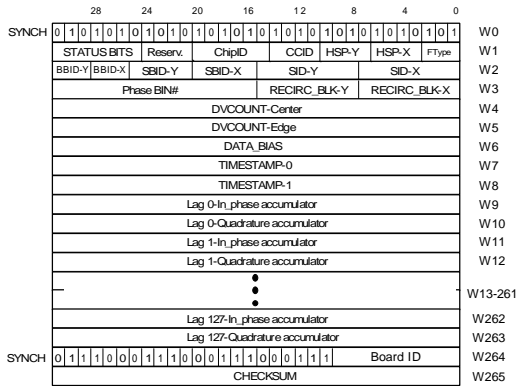 28 24 20 16 12 8 4 0
SYNCH 0 1 0 1 0 1 0 1 0 1 0 1 0 1 0 1 0 1 0 1 0 1 0 1 0 1 0 1 0 1 0 1 W0
STATUS BITS Reserv. ChipID CCID HSP-Y HSP-X FType W1
BBID-Y BBID-X SBID-Y SBID-X SID-Y SID-X W2
Phase BIN# RECIRC_BLK-Y RECIRC_BLK-X W3
DVCOUNT-Center W4
DVCOUNT-Edge W5
DATA_BIAS W6
TIMESTAMP-0 W7
TIMESTAMP-1 W8
Lag 0-In_phase accumulator W9
Lag 0-Quadrature accumulator W10
Lag 1-In_phase accumulator W11
Lag 1-Quadrature accumulator W12
W13-261
Lag 127-In_phase accumulator W262
Lag 127-Quadrature accumulator W263
SYNCH 0 1 1 1 0 0 0 1 1 1 0 0 0 1 1 1 0 0 0 1 1 1 Board ID W264
CHECKSUM W265